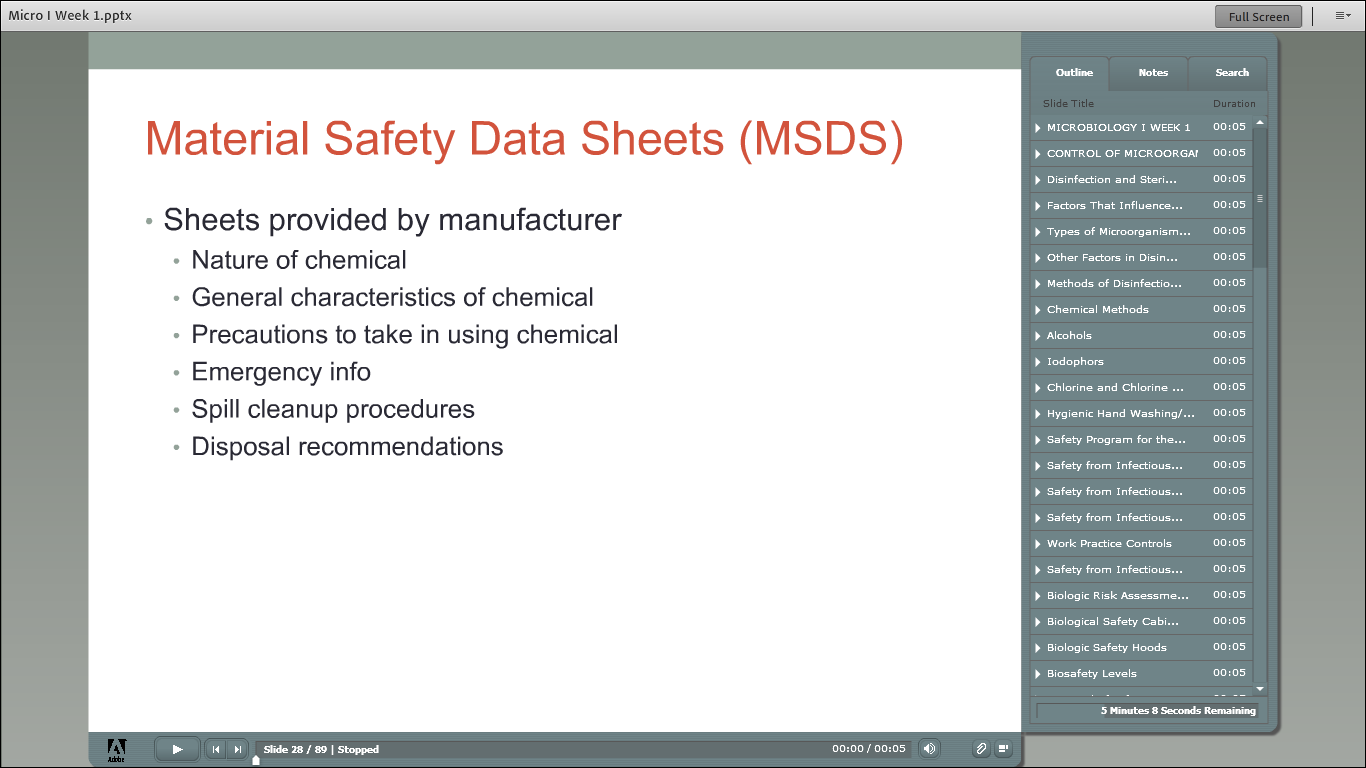 Micro I Week 1.pptx
Full Screen
Material Safety Data Sheets (MSDS)
• Sheets provided by manufacturer
• Nature of chemical
• General characteristics of chemical
• Precautions to take in using chemical
• Emergency info
• Spill cleanup procedures
• Disposal recommendations
Outline Notes Search
Slide Title Duration
MICROBIOLOGY I WEEK 1 00:05
CONTROL OF MICROORGAN 00:05
Disinfection and Steri... 00:05
Factors That Influence... 00:05
Types of Microorganism... 00:05
Other Factors in Disin... 00:05
Methods of Disinfectio... 00:05
Chemical Methods 00:05
Alcohols 00:05
Iodophors 00:05
Chlorine and Chlorine ... 00:05
Hygienic Hand Washing/... 00:05
Safety Program for the... 00:05
Safety from Infectious... 00:05
Safety from Infectious... 00:05
Safety from Infectious... 00:05
Work Practice Controls 00:05
Safety from Infectious... 00:05
Biologic Risk Assessme... 00:05
Biological Safety Cabi... 00:05
Biologic Safety Hoods 00:05
Biosafety Levels 00:05
5 Minutes 8 Seconds Remaining
Adobe
Slide 28 / 89 | Stopped 00:00 / 00:05